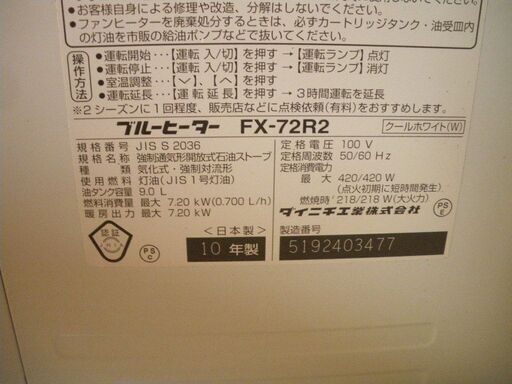 ●お客様自身による修理や改造、分解はしないでください。
●ファンヒーターを廃棄処分するときは、必ずカートリッジタンク・油受皿内
の灯油を市販の給油ポンプなどで抜いてください。
操作方法
●運転開始…【運転 入/切】を押す→【運転ランプ】点灯
●運転停止…【運転 入/切】を押す→【運転ランプ】消灯
●室温調整…【∨】、【∧】を押す
●運転延長…【運転延長】を押す→3時間運転を延長
※2シーズンに1回程度、販売店などに点検依頼(有料)をおすすめします。
ブルーヒーター FX-72R2 クールホワイト(W)
規格番号 JIS S 2036
規格名 強制通気形開放式石油ストーブ
種類 気化式・強制対流形
使用燃料 灯油(JIS 1号灯油)
油タンク容量 9.0 L
燃料消費量 最大 7.20 kW (0.700 L/h)
暖房出力 最大 7.20 kW
定格電圧 100 V
定格周波数 50/60 Hz
定格消費電力
最大 420/420 W
(点火初期に短時間発生)
燃焼時 218/218 W(大火力)
ダイニチ工業株式会社
認証
PS
C
<日本製>
10 年製
製造番号
5192403477
PS
E